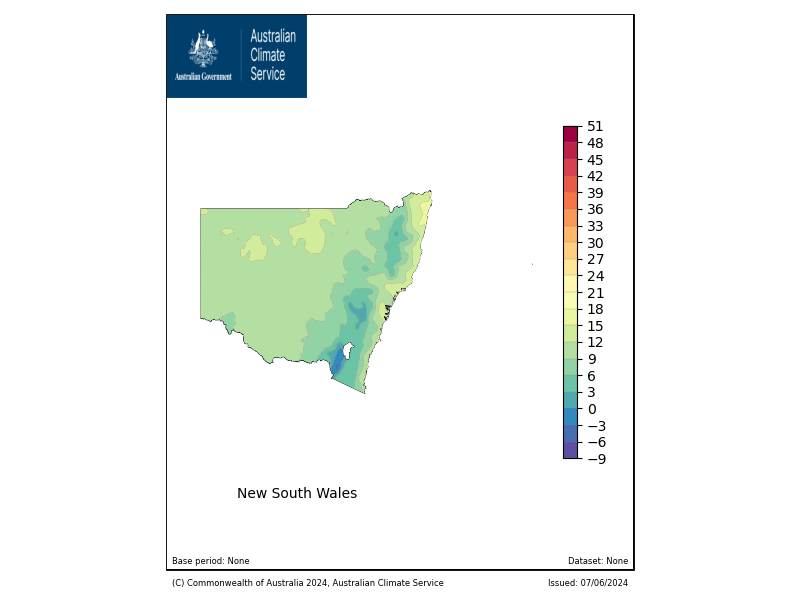 Australian
Climate
Service
Australian Government
51
48
45
42
39
36
33
30
27
24
21
18
15
12
9
6
3
0
−3
−6
−9
New South Wales
Base period: None
Dataset: None
(C) Commonwealth of Australia 2024, Australian Climate Service
Issued: 07/06/2024